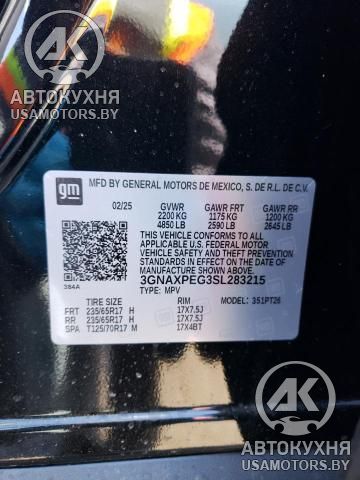 АВТОКУХНЯ
USAMOTORS.BY
gm
MFD BY GENERAL MOTORS DE MEXICO, S. DE R.L. DE C.V.
02/25 GVWR GAWR FRT GAWR RR
2200 KG 1175 KG 1200 KG
4850 LB 2590 LB 2645 LB
THIS VEHICLE CONFORMS TO ALL APPLICABLE
U.S. FEDERAL MOTOR VEHICLE SAFETY, BUMPER,
AND THEFT PREVENTION STANDARDS IN EFFECT
ON THE DATE OF MANUFACTURE SHOWN ABOVE.
3GNAXPEG3SL283215
384A TYPE: MPV MODEL: 351PT26
TIRE SIZE RIM
FRT 235/65R17 H 17X7.5J
RR 235/65R17 H 17X7.5J
SPA T125/70R17 M 17X4BT
АВТОКУХНЯ
USAMOTORS.BY